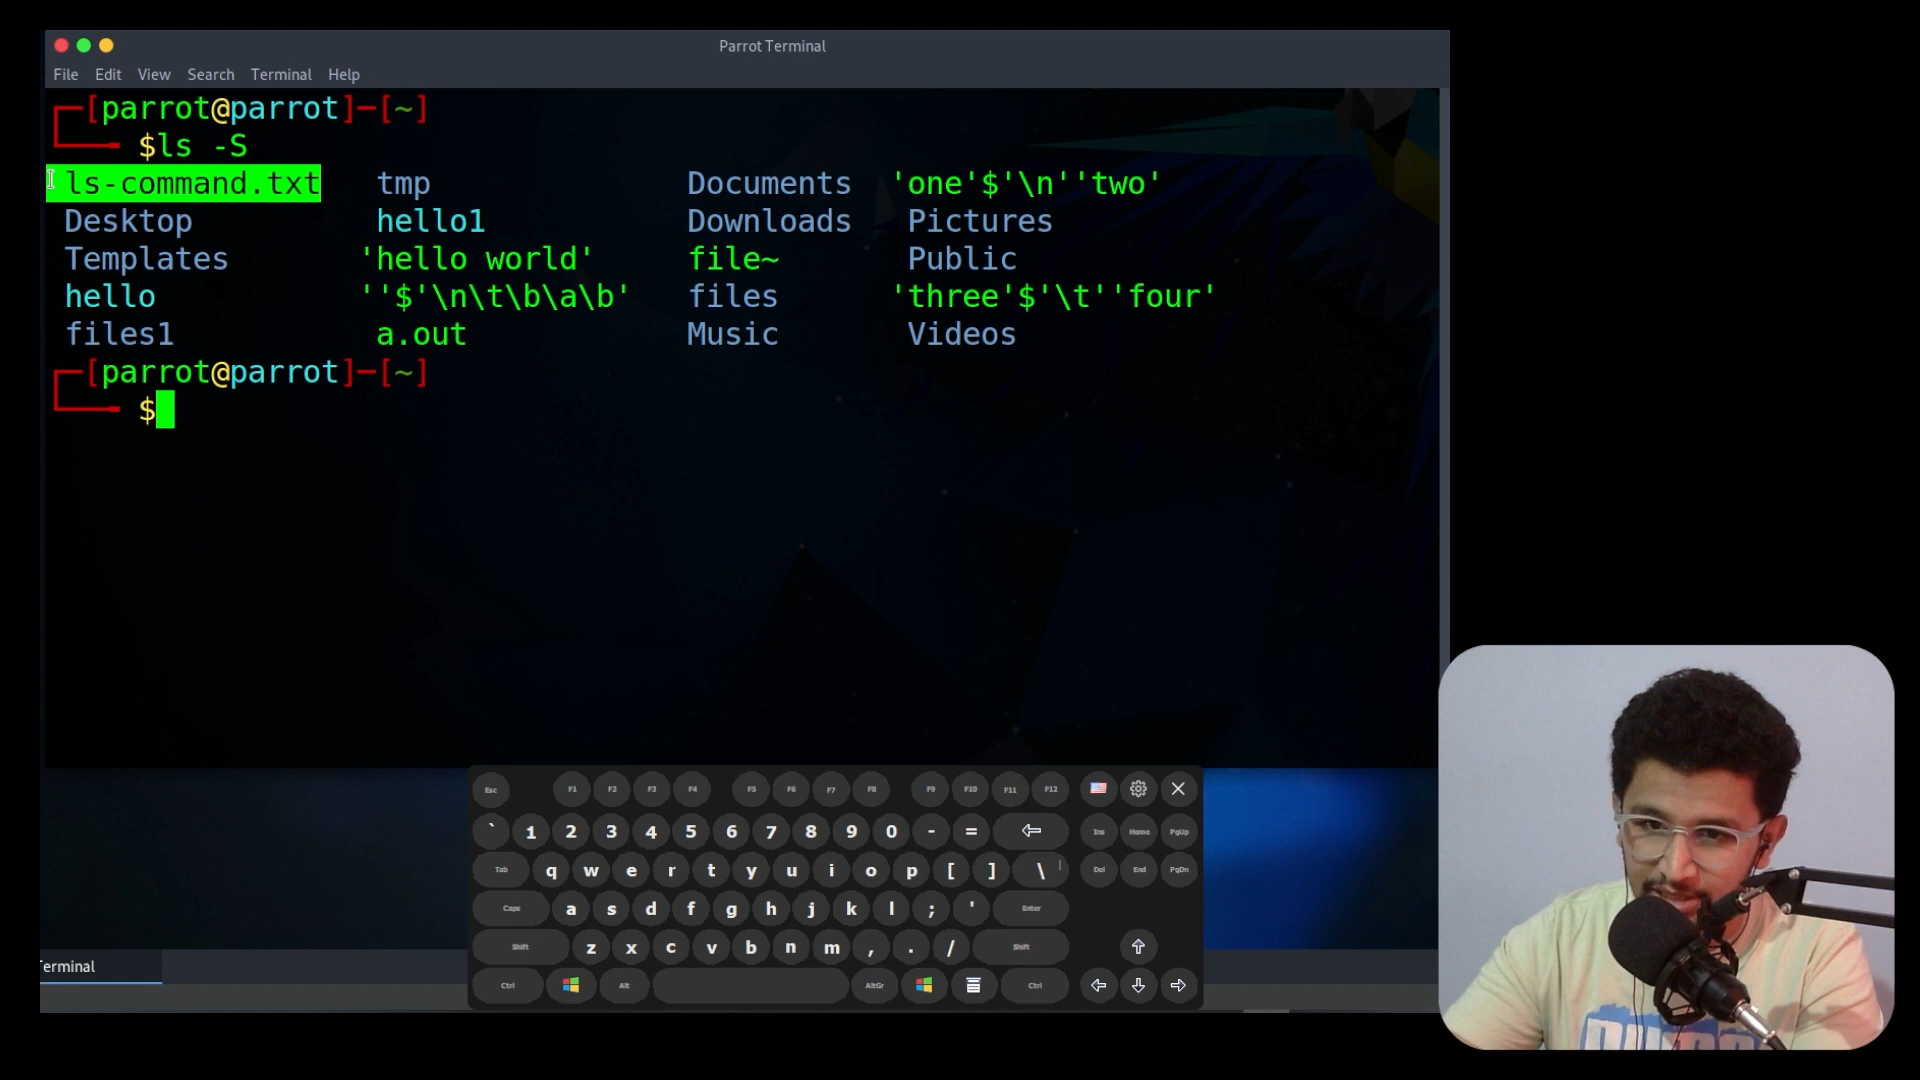 Parrot Terminal
File Edit View Search Terminal Help
[parrot@parrot]─[~]
$ls -S
ls-command.txt tmp Documents 'one'$'\n''two'
Desktop hello1 Downloads Pictures
Templates 'hello world' file~ Public
hello ''$'\n\t\b\a\b' files 'three'$'\t''four'
files1 a.out Music Videos
[parrot@parrot]─[~]
$
Esc F1 F2 F3 F4 F5 F6 F7 F8 F9 F10 F11 F12
` 1 2 3 4 5 6 7 8 9 0 - = Ins Home PgUp
Tab q w e r t y u i o p [ ] \ | Del End PgDn
Caps a s d f g h j k l ; ' Enter
Shift z x c v b n m , . / Shift
Ctrl Alt AltGr Ctrl
erminal